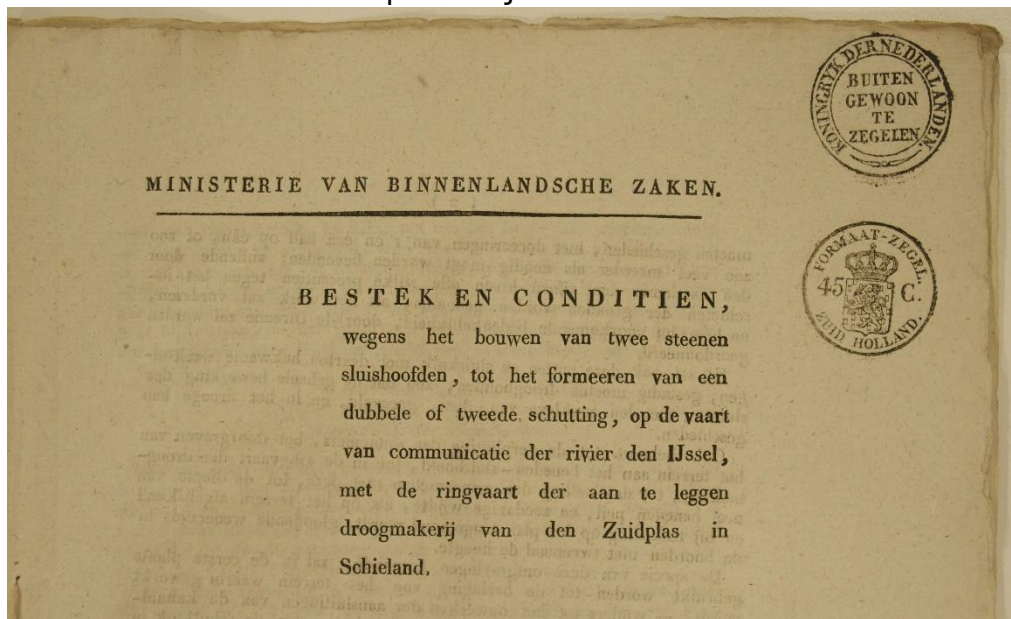 KONINGRYK DER NEDERLANDEN.
BUITEN
GEWOON
TE
ZEGELEN
MINISTERIE VAN BINNENLANDSCHE ZAKEN.
FORMAAT-ZEGEL.
45 C.
ZUID HOLLAND.
BESTEK EN CONDITIEN,
wegens het bouwen van twee steenen
sluishoofden, tot het formeeren van een
dubbele of tweede schutting, op de vaart
van communicatie der rivier den IJssel,
met de ringvaart der aan te leggen
droogmakerij van den Zuidplas in
Schieland.